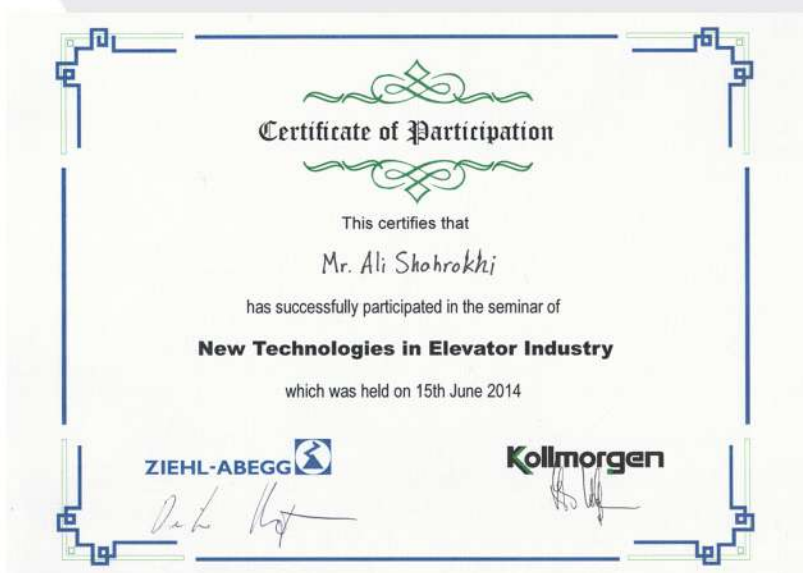 Certificate of Participation
This certifies that
Mr. Ali Shahrokhi
has successfully participated in the seminar of
New Technologies in Elevator Industry
which was held on 15th June 2014
ZIEHL-ABEGG
Kollmorgen